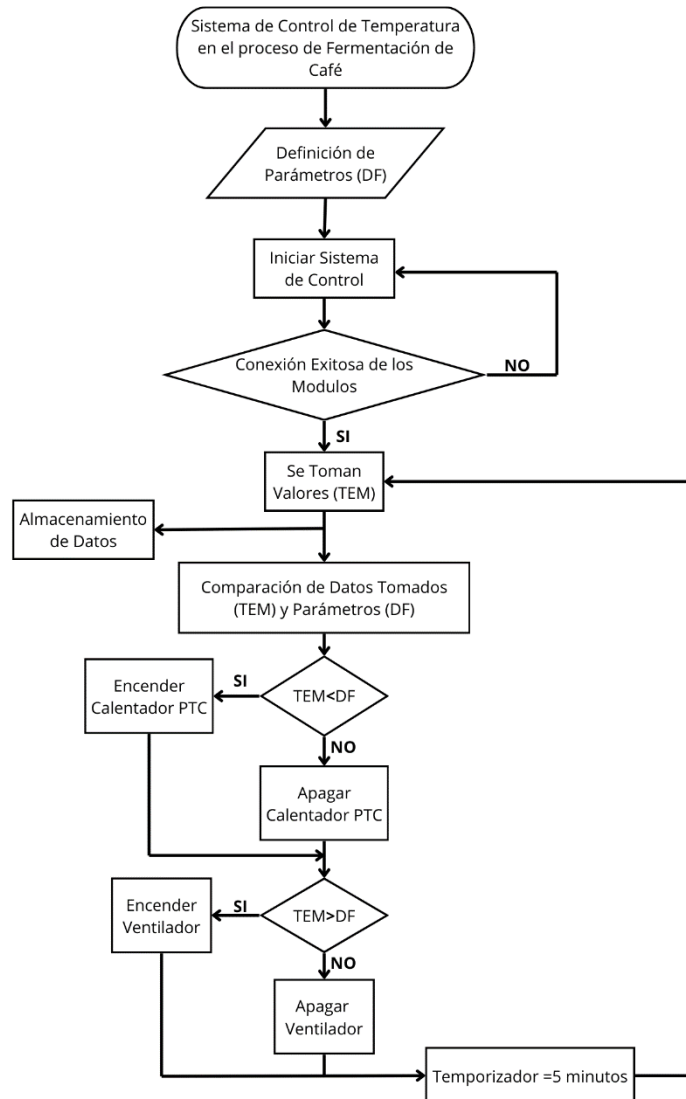 Sistema de Control de Temperatura
en el proceso de Fermentación de
Café
Definición de
Parámetros (DF)
Iniciar Sistema
de Control
Conexión Exitosa de los
Modulos
NO
SI
Se Toman
Valores (TEM)
Almacenamiento
de Datos
Comparación de Datos Tomados
(TEM) y Parámetros (DF)
TEM<DF
SI
Encender
Calentador PTC
NO
Apagar
Calentador PTC
TEM>DF
SI
Encender
Ventilador
NO
Apagar
Ventilador
Temporizador =5 minutos